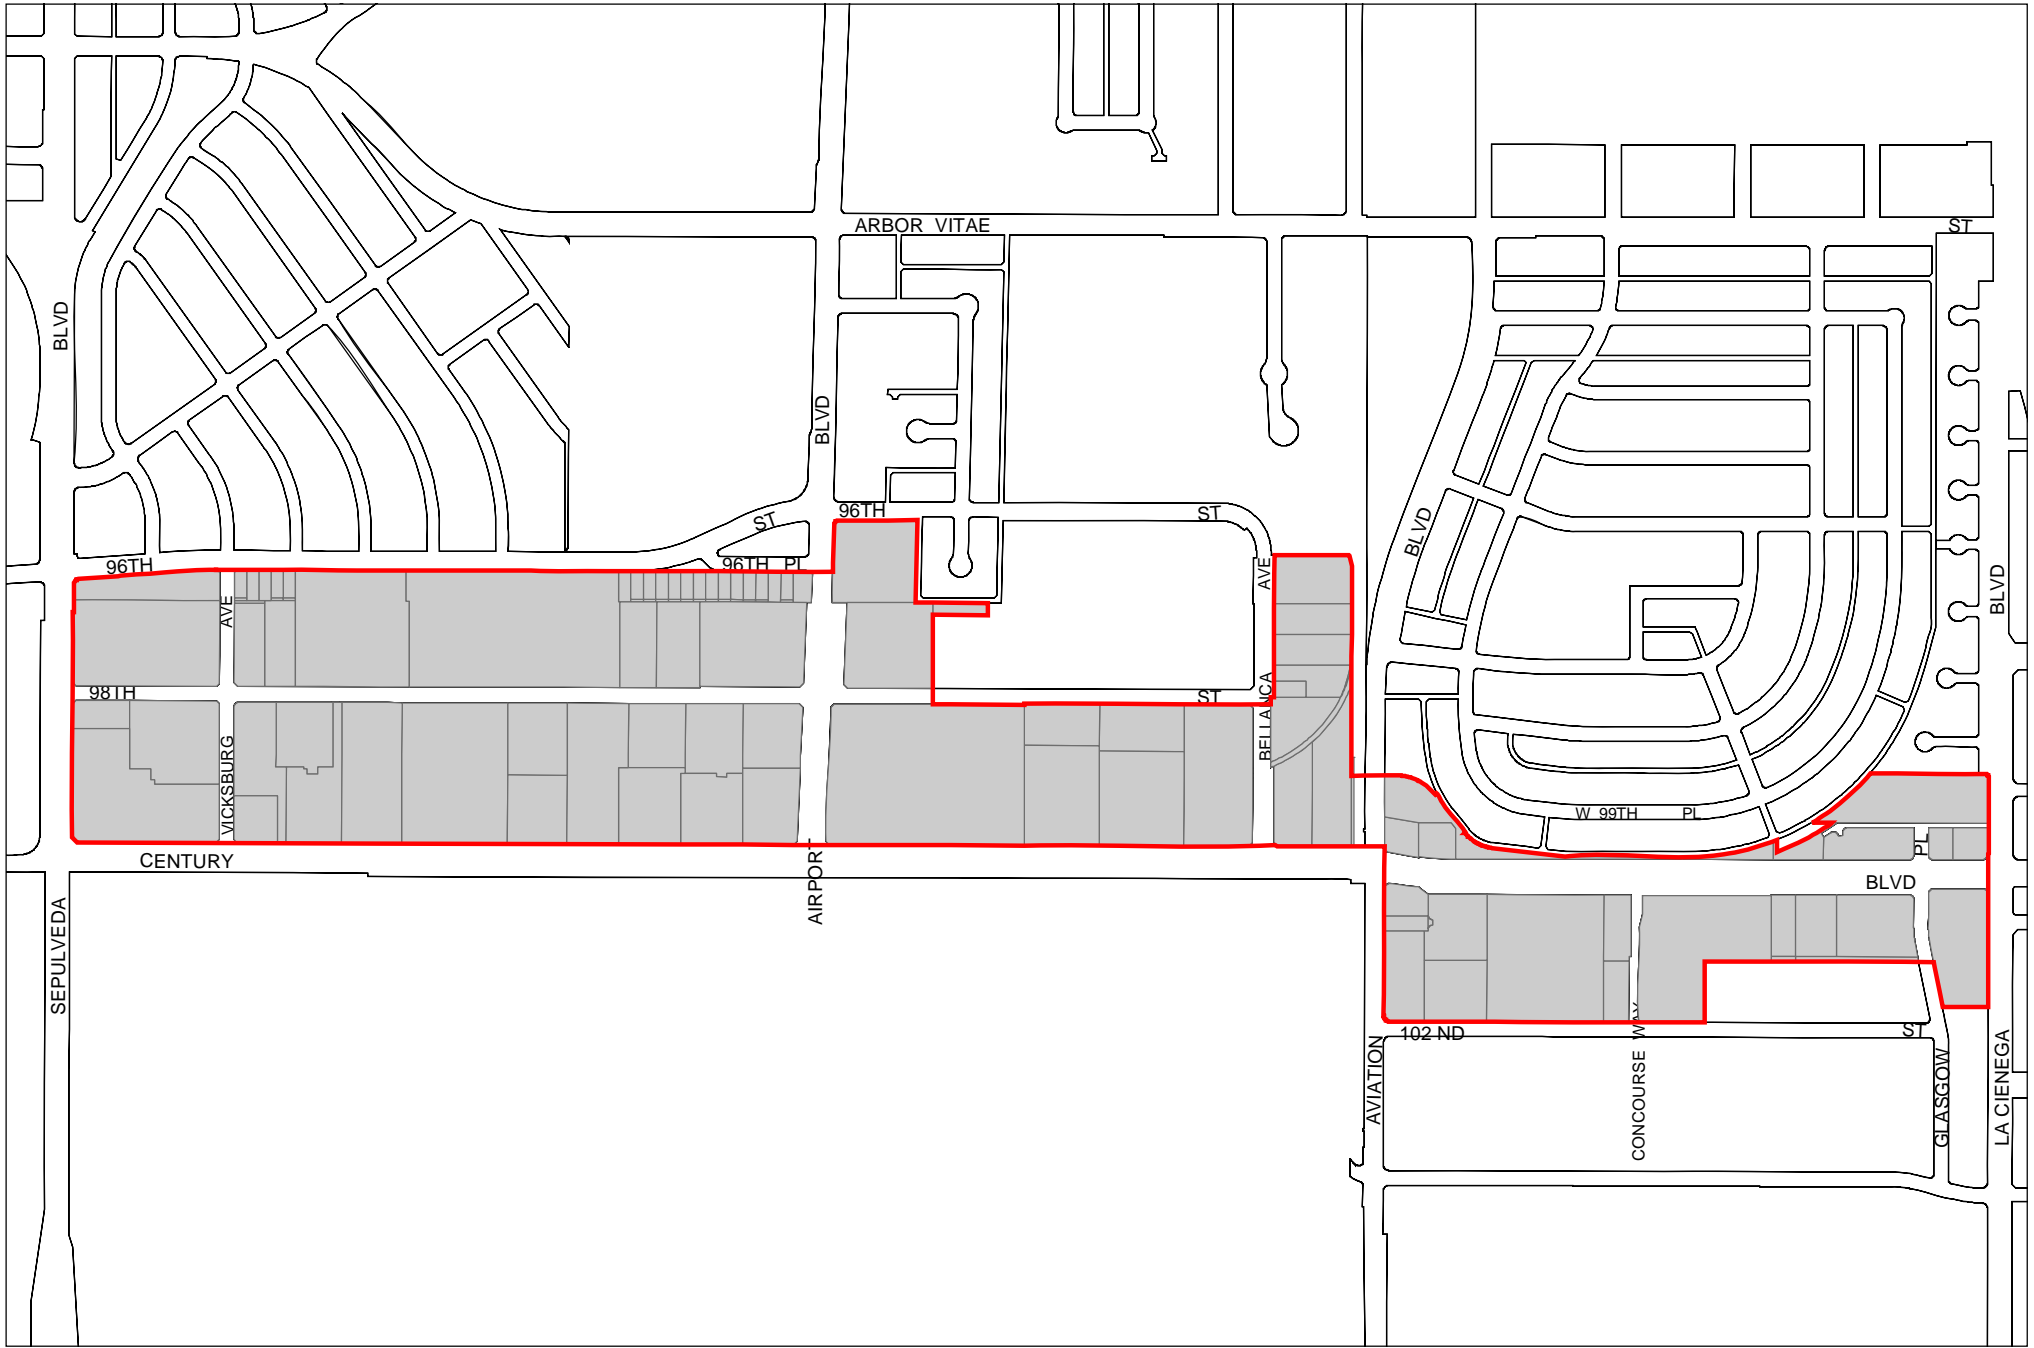 ARBOR VITAE
ST
BLVD
BLVD
96TH
ST
ST
BLVD
96TH
96TH PL
AVE
BLVD
AVE
98TH
ST
BELLANCA
VICKSBURG
W 99TH PL
PL
CENTURY
BLVD
AIRPORT
SEPULVEDA
102 ND
ST
AVIATION
CONCOURSE WAY
GLASGOW
LA CIENEGA